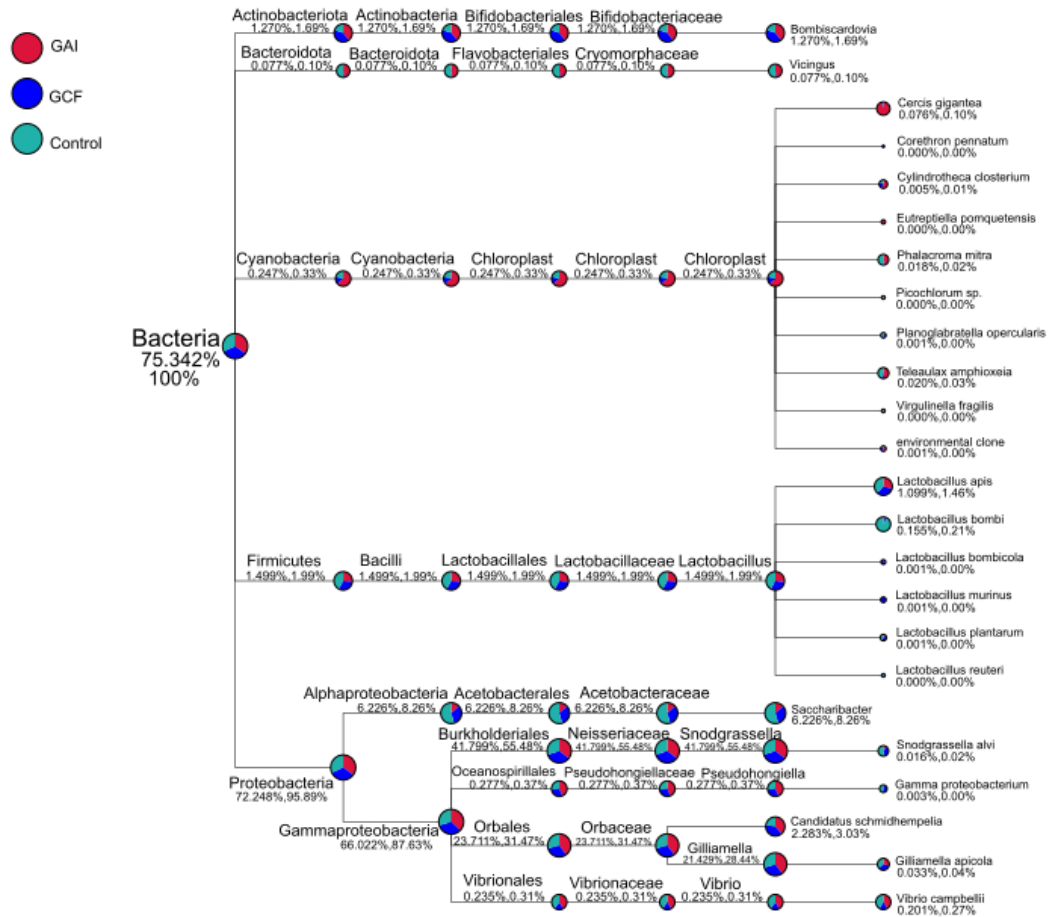 GAI
GCF
Control
Bacteria
75.342%
100%
Actinobacteriota
1.270%,1.69%
Actinobacteria
1.270%,1.69%
Bifidobacteriales
1.270%,1.69%
Bifidobacteriaceae
1.270%,1.69%
Bombiscardovia
1.270%,1.69%
Bacteroidota
0.077%,0.10%
Bacteroidota
0.077%,0.10%
Flavobacteriales
0.077%,0.10%
Cryomorphaceae
0.077%,0.10%
Vicingus
0.077%,0.10%
Cyanobacteria
0.247%,0.33%
Cyanobacteria
0.247%,0.33%
Chloroplast
0.247%,0.33%
Chloroplast
0.247%,0.33%
Chloroplast
0.247%,0.33%
Cercis gigantea
0.076%,0.10%
Corethron pennatum
0.000%,0.00%
Cylindrotheca closterium
0.005%,0.01%
Eutreptiella pomquetensis
0.000%,0.00%
Phalacroma mitra
0.018%,0.02%
Picochlorum sp.
0.000%,0.00%
Planoglabratella opercularis
0.001%,0.00%
Teleaulax amphioxeia
0.020%,0.03%
Virgulinella fragilis
0.000%,0.00%
environmental clone
0.001%,0.00%
Firmicutes
1.499%,1.99%
Bacilli
1.499%,1.99%
Lactobacillales
1.499%,1.99%
Lactobacillaceae
1.499%,1.99%
Lactobacillus
1.499%,1.99%
Lactobacillus apis
1.099%,1.46%
Lactobacillus bombi
0.155%,0.21%
Lactobacillus bombicola
0.001%,0.00%
Lactobacillus murinus
0.001%,0.00%
Lactobacillus plantarum
0.001%,0.00%
Lactobacillus reuteri
0.000%,0.00%
Proteobacteria
72.248%,95.89%
Alphaproteobacteria
6.226%,8.26%
Acetobacterales
6.226%,8.26%
Acetobacteraceae
6.226%,8.26%
Saccharibacter
6.226%,8.26%
Gammaproteobacteria
66.022%,87.63%
Burkholderiales
41.799%,55.48%
Neisseriaceae
41.799%,55.48%
Snodgrassella
41.799%,55.48%
Snodgrassella alvi
0.016%,0.02%
Oceanospirillales
0.277%,0.37%
Pseudohongiellaceae
0.277%,0.37%
Pseudohongiella
0.277%,0.37%
Gamma proteobacterium
0.003%,0.00%
Orbales
23.711%,31.47%
Orbaceae
23.711%,31.47%
Candidatus schmidhempelia
2.283%,3.03%
Gilliamella
21.429%,28.44%
Gilliamella apicola
0.033%,0.04%
Vibrionales
0.235%,0.31%
Vibrionaceae
0.235%,0.31%
Vibrio
0.235%,0.31%
Vibrio campbellii
0.201%,0.27%